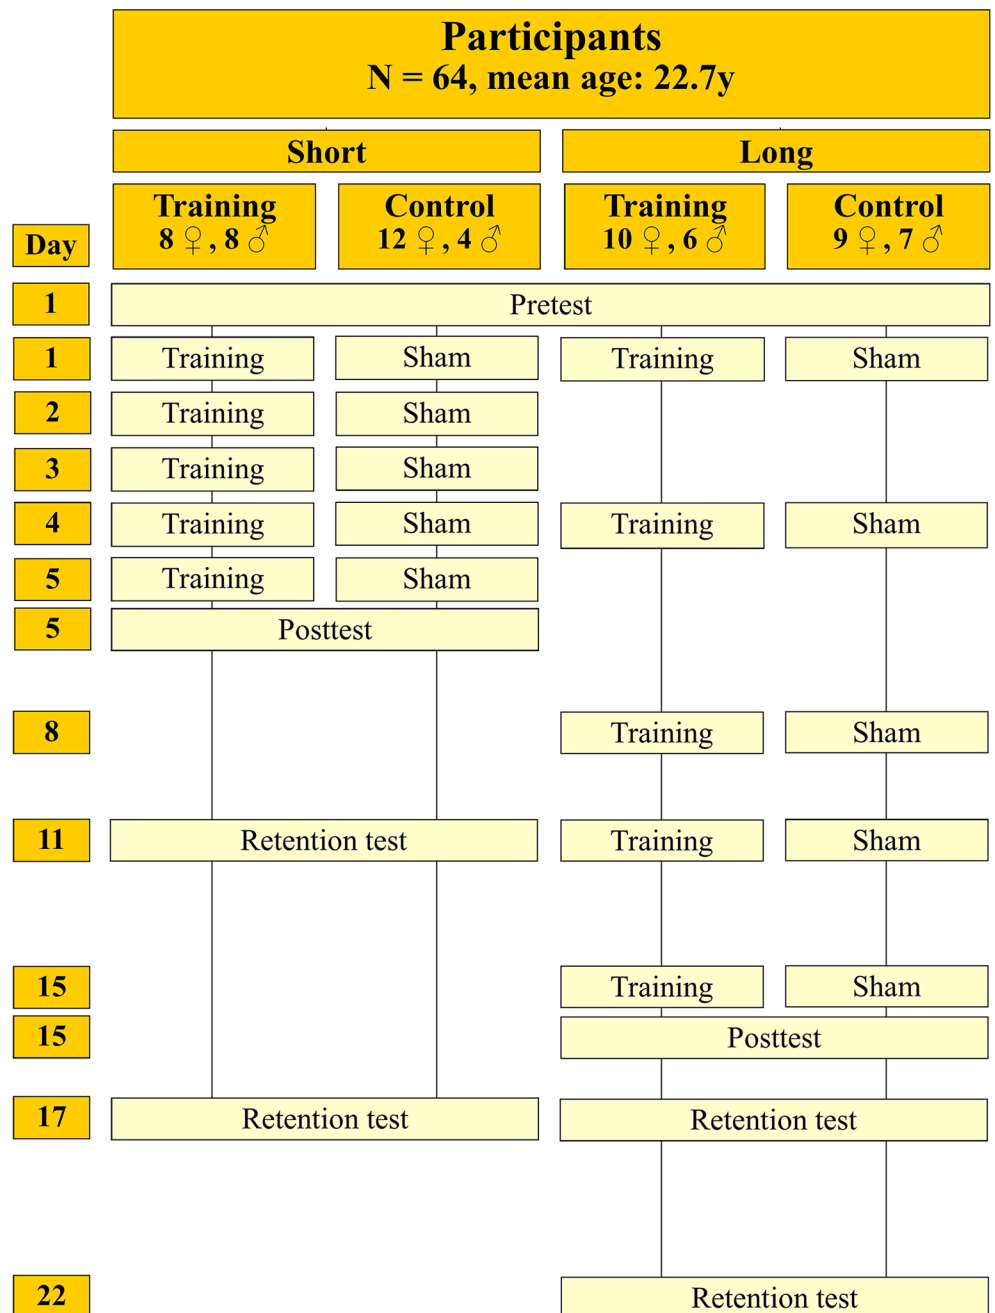 Participants
N = 64, mean age: 22.7y
Short
Long
Training
8 ♀, 8 ♂
Control
12 ♀, 4 ♂
Training
10 ♀, 6 ♂
Control
9 ♀, 7 ♂
Day
1
Pretest
1
Training
Sham
Training
Sham
2
Training
Sham
3
Training
Sham
4
Training
Sham
Training
Sham
5
Training
Sham
5
Posttest
8
Training
Sham
11
Retention test
Training
Sham
15
Training
Sham
15
Posttest
17
Retention test
Retention test
22
Retention test